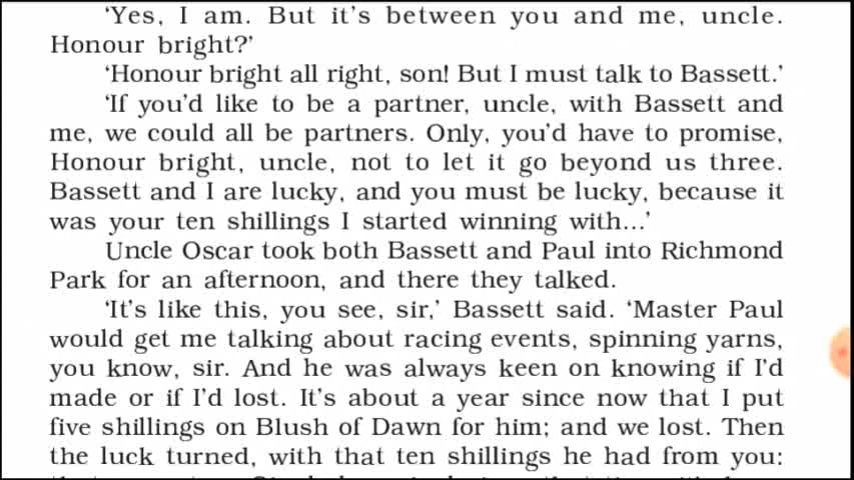 ‘Yes, I am. But it’s between you and me, uncle.
Honour bright?’
‘Honour bright all right, son! But I must talk to Bassett.’
‘If you’d like to be a partner, uncle, with Bassett and
me, we could all be partners. Only, you’d have to promise,
Honour bright, uncle, not to let it go beyond us three.
Bassett and I are lucky, and you must be lucky, because it
was your ten shillings I started winning with...’
Uncle Oscar took both Bassett and Paul into Richmond
Park for an afternoon, and there they talked.
‘It’s like this, you see, sir,’ Bassett said. ‘Master Paul
would get me talking about racing events, spinning yarns,
you know, sir. And he was always keen on knowing if I’d
made or if I’d lost. It’s about a year since now that I put
five shillings on Blush of Dawn for him; and we lost. Then
the luck turned, with that ten shillings he had from you: